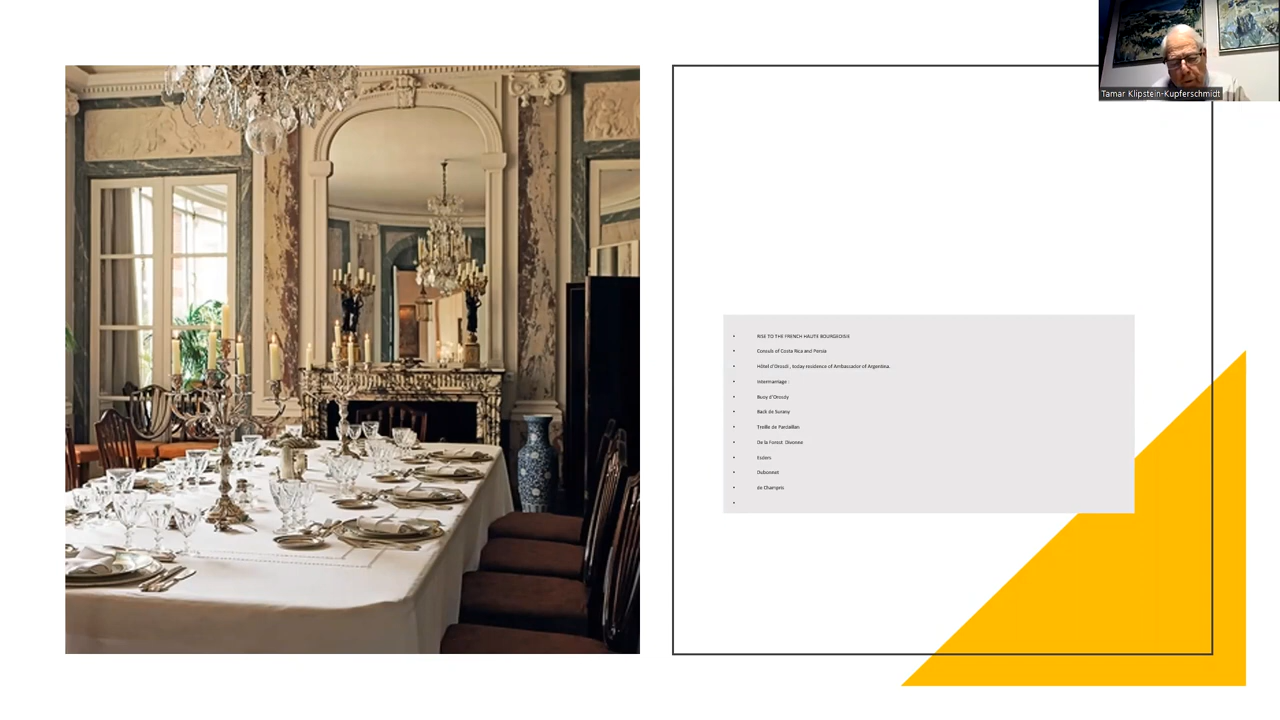 Tamar Klipstein-Kupferschmidt
• RISE TO THE FRENCH HAUTE BOURGEOISIE
• Consuls of Costa Rica and Persia
• Hôtel d'Orosdi , today residence of Ambassador of Argentina.
• Intermarriage :
• Buoy d'Orosdy
• Back de Surany
• Treille de Pardaillan
• De la Forest Divonne
• Esders
• Dubonnet
• de Champris
•